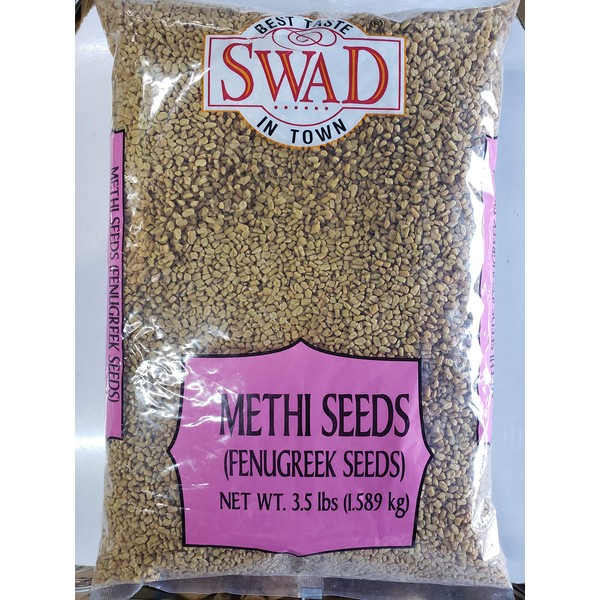 BEST TASTE
®
SWAD
IN TOWN
METHI SEEDS (FENUGREEK SEEDS)
METHI SEEDS
(FENUGREEK SEEDS)
NET WT. 3.5 lbs (1.589 kg)